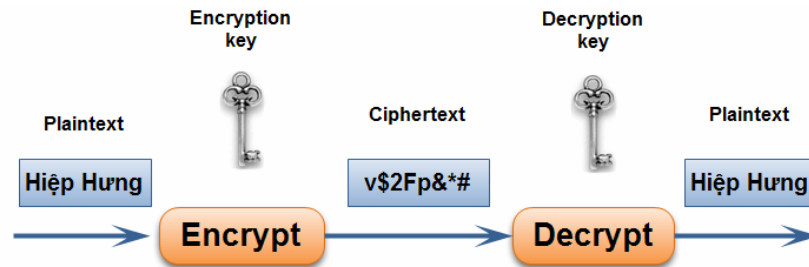 Encryption
key
Decryption
key
Plaintext
Ciphertext
Plaintext
Hiệp Hưng
v$2Fp&*#
Hiệp Hưng
Encrypt
Decrypt